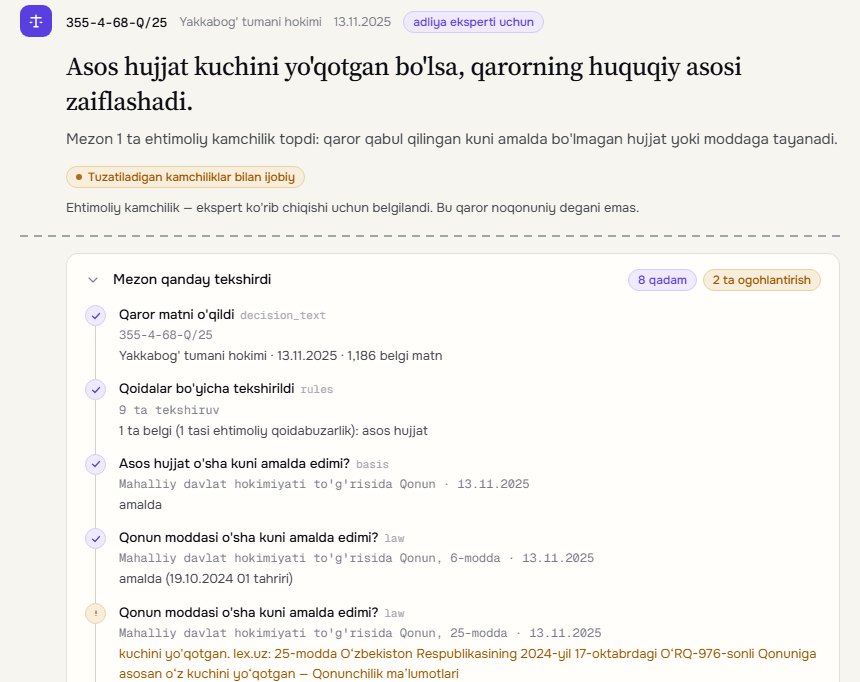 355-4-68-Q/25 Yakkabog' tumani hokimi 13.11.2025 adliya eksperti uchun
Asos hujjat kuchini yo'qotgan bo'lsa, qarorning huquqiy asosi
zaiflashadi.
Mezon 1 ta ehtimoliy kamchilik topdi: qaror qabul qilingan kuni amalda bo'lmagan hujjat yoki moddaga tayanadi.
Tuzatiladigan kamchiliklar bilan ijobiy
Ehtimoliy kamchilik — ekspert ko'rib chiqishi uchun belgilandi. Bu qaror noqonuniy degani emas.
Mezon qanday tekshirdi 8 qadam 2 ta ogohlantirish
Qaror matni o'qildi decision_text
355-4-68-Q/25
Yakkabog' tumani hokimi · 13.11.2025 · 1,186 belgi matn
Qoidalar bo'yicha tekshirildi rules
9 ta tekshiruv
1 ta belgi (1 tasi ehtimoliy qoidabuzarlik): asos hujjat
Asos hujjat o'sha kuni amalda edimi? basis
Mahalliy davlat hokimiyati to'g'risida Qonun · 13.11.2025
amalda
Qonun moddasi o'sha kuni amalda edimi? law
Mahalliy davlat hokimiyati to'g'risida Qonun, 6-modda · 13.11.2025
amalda (19.10.2024 01 tahriri)
Qonun moddasi o'sha kuni amalda edimi? law
Mahalliy davlat hokimiyati to'g'risida Qonun, 25-modda · 13.11.2025
kuchini yo'qotgan. lex.uz: 25-modda Oʻzbekiston Respublikasining 2024-yil 17-oktabrdagi OʻRQ-976-sonli Qonuniga
asosan oʻz kuchini yoʻqotgan — Qonunchilik maʼlumotlari